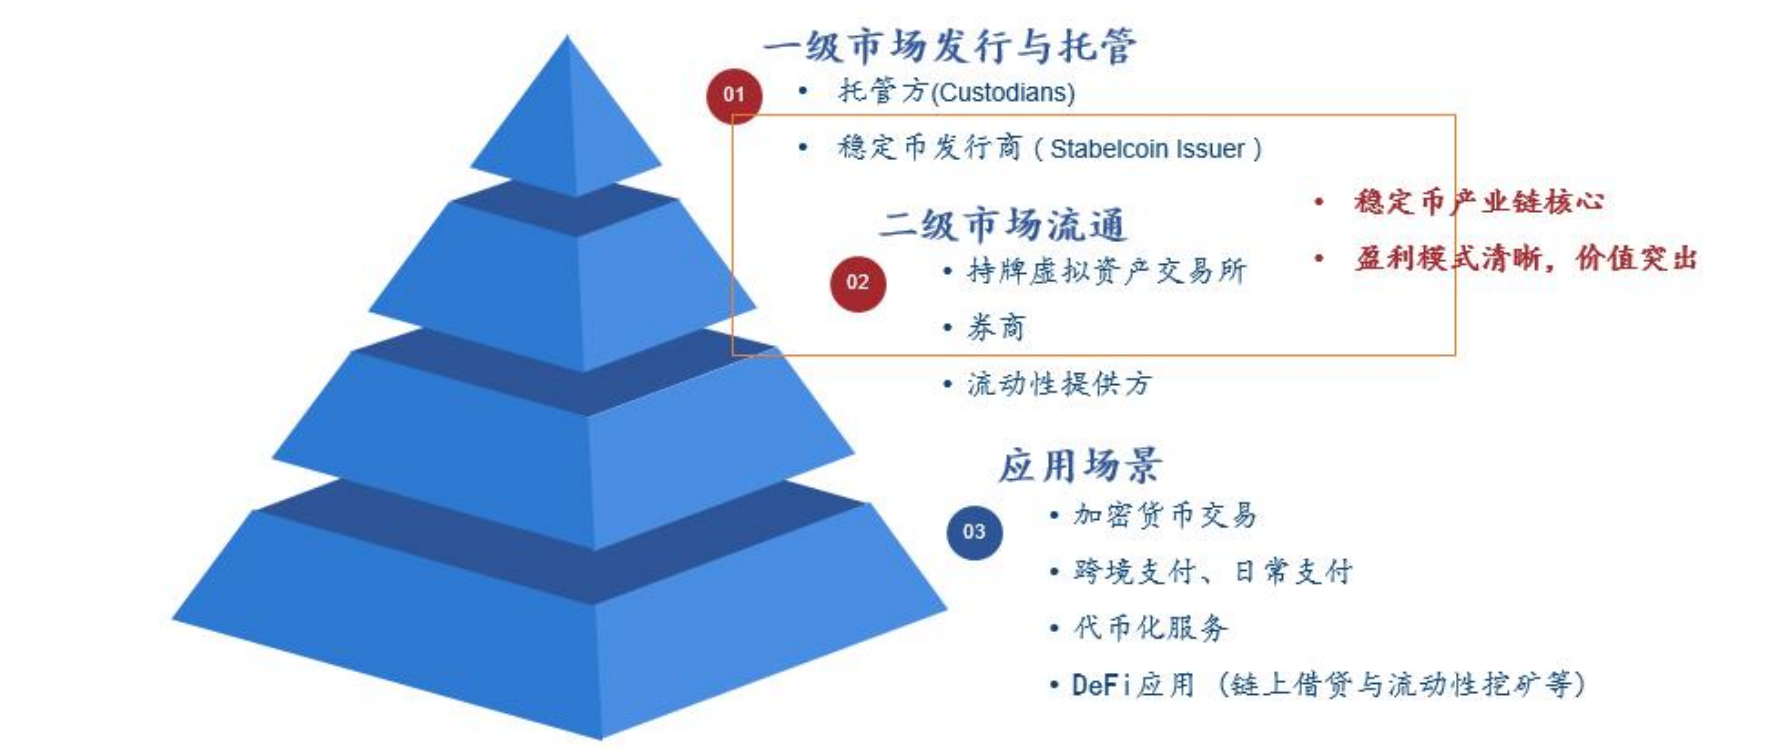 一级市场发行与托管
01
• 托管方(Custodians)
• 稳定币发行商 ( Stabelcoin Issuer )
• 稳定币产业链核心
二级市场流通
• 盈利模式清晰，价值突出
02
• 持牌虚拟资产交易所
• 券商
• 流动性提供方
应用场景
03
• 加密货币交易
• 跨境支付、日常支付
• 代币化服务
• DeFi应用 (链上借贷与流动性挖矿等)